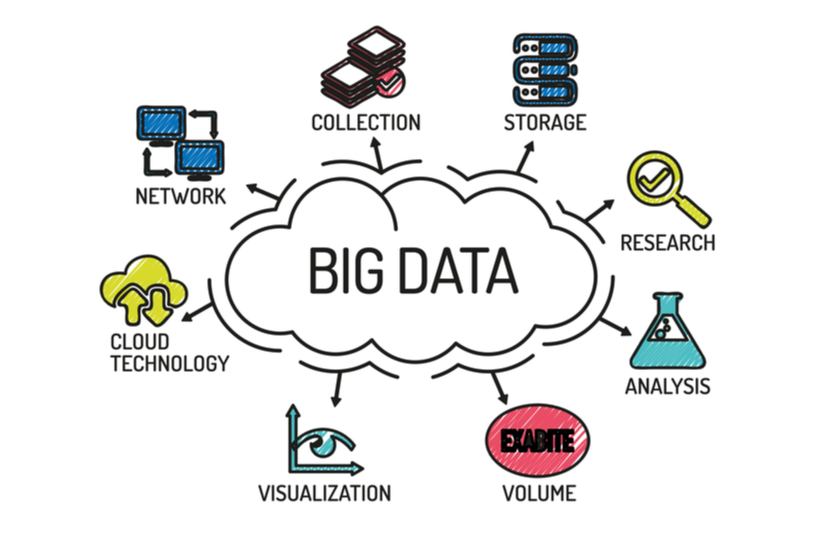 COLLECTION
STORAGE
NETWORK
RESEARCH
BIG DATA
CLOUD
TECHNOLOGY
ANALYSIS
EXABITE
VISUALIZATION
VOLUME